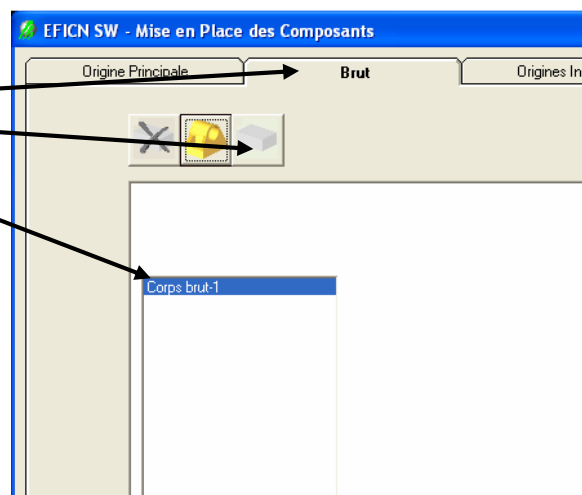 EFICN SW - Mise en Place des Composants
Origine Principale
Brut
Origines In
Corps brut-1